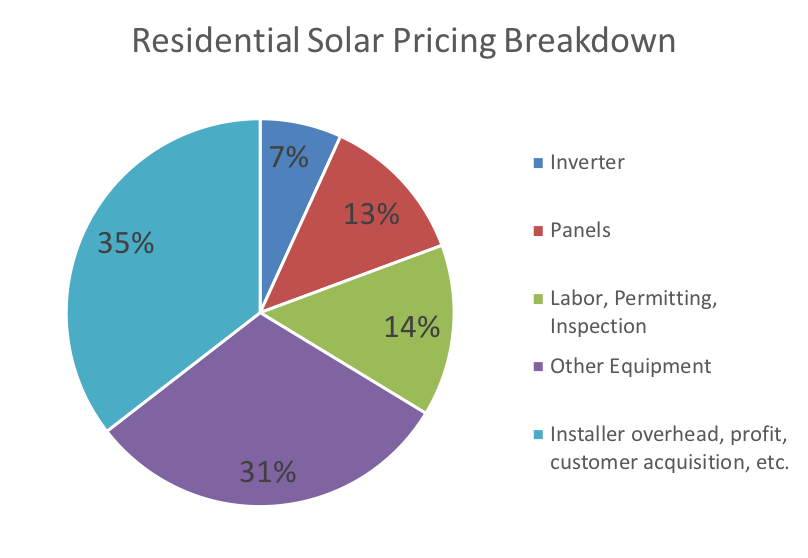 Residential Solar Pricing Breakdown
7%
13%
14%
31%
35%
Inverter
Panels
Labor, Permitting,
Inspection
Other Equipment
Installer overhead, profit,
customer acquisition, etc.